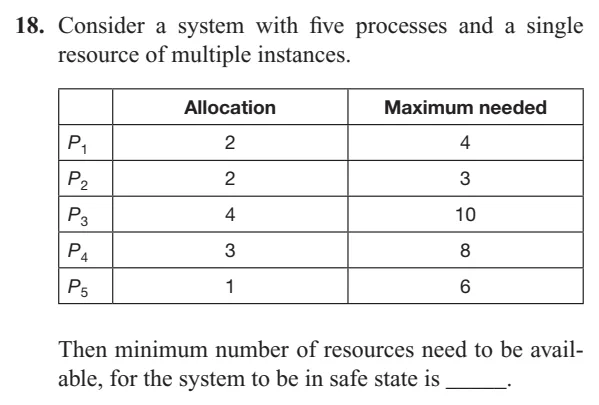 18. Consider a system with five processes and a single
resource of multiple instances.
Allocation Maximum needed
P1 2 4
P2 2 3
P3 4 10
P4 3 8
P5 1 6
Then minimum number of resources need to be avail-
able, for the system to be in safe state is _____.